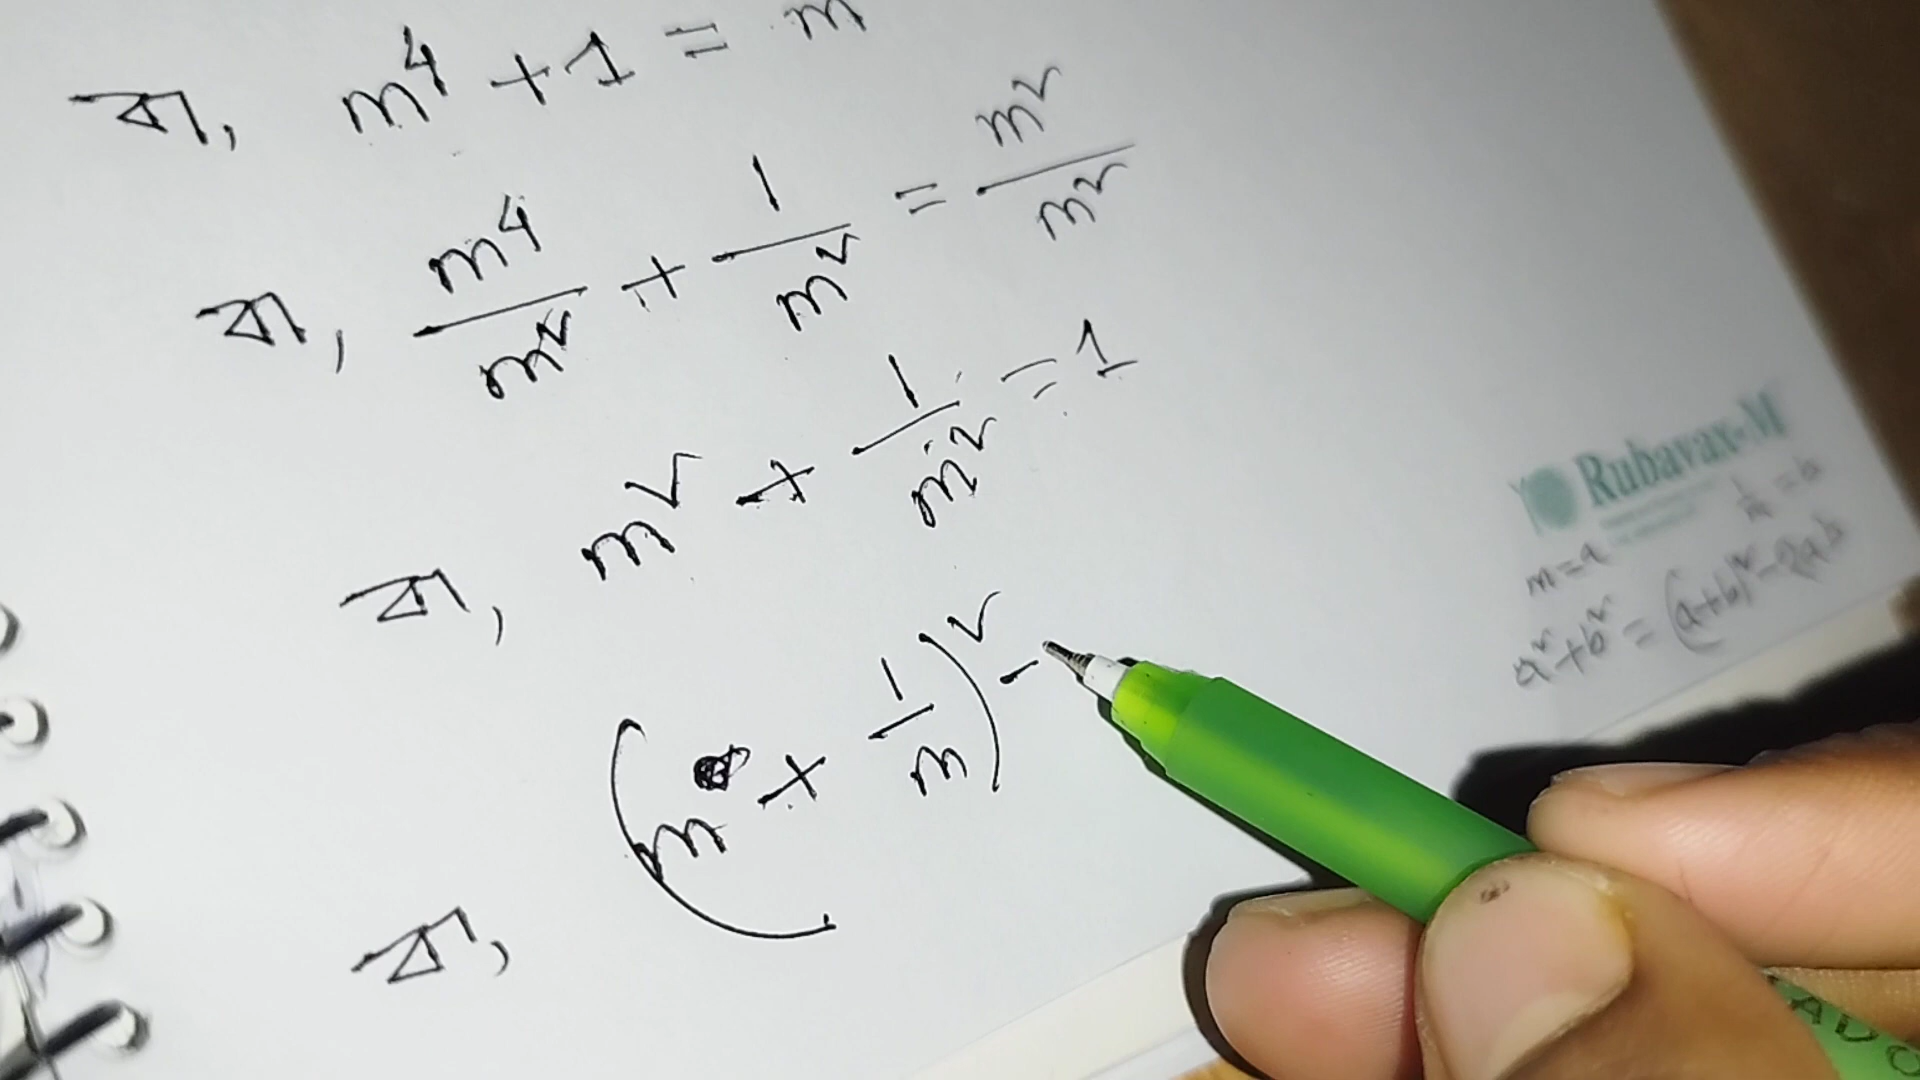 বা, m⁴ + 1 = m
বা, m⁴/m² + 1/m² = m²/m²
বা, m² + 1/m² = 1
বা, (m + 1/m)² -
Rubavax-M
m = a 1/m = b
a² + b² = (a+b)² - 2ab